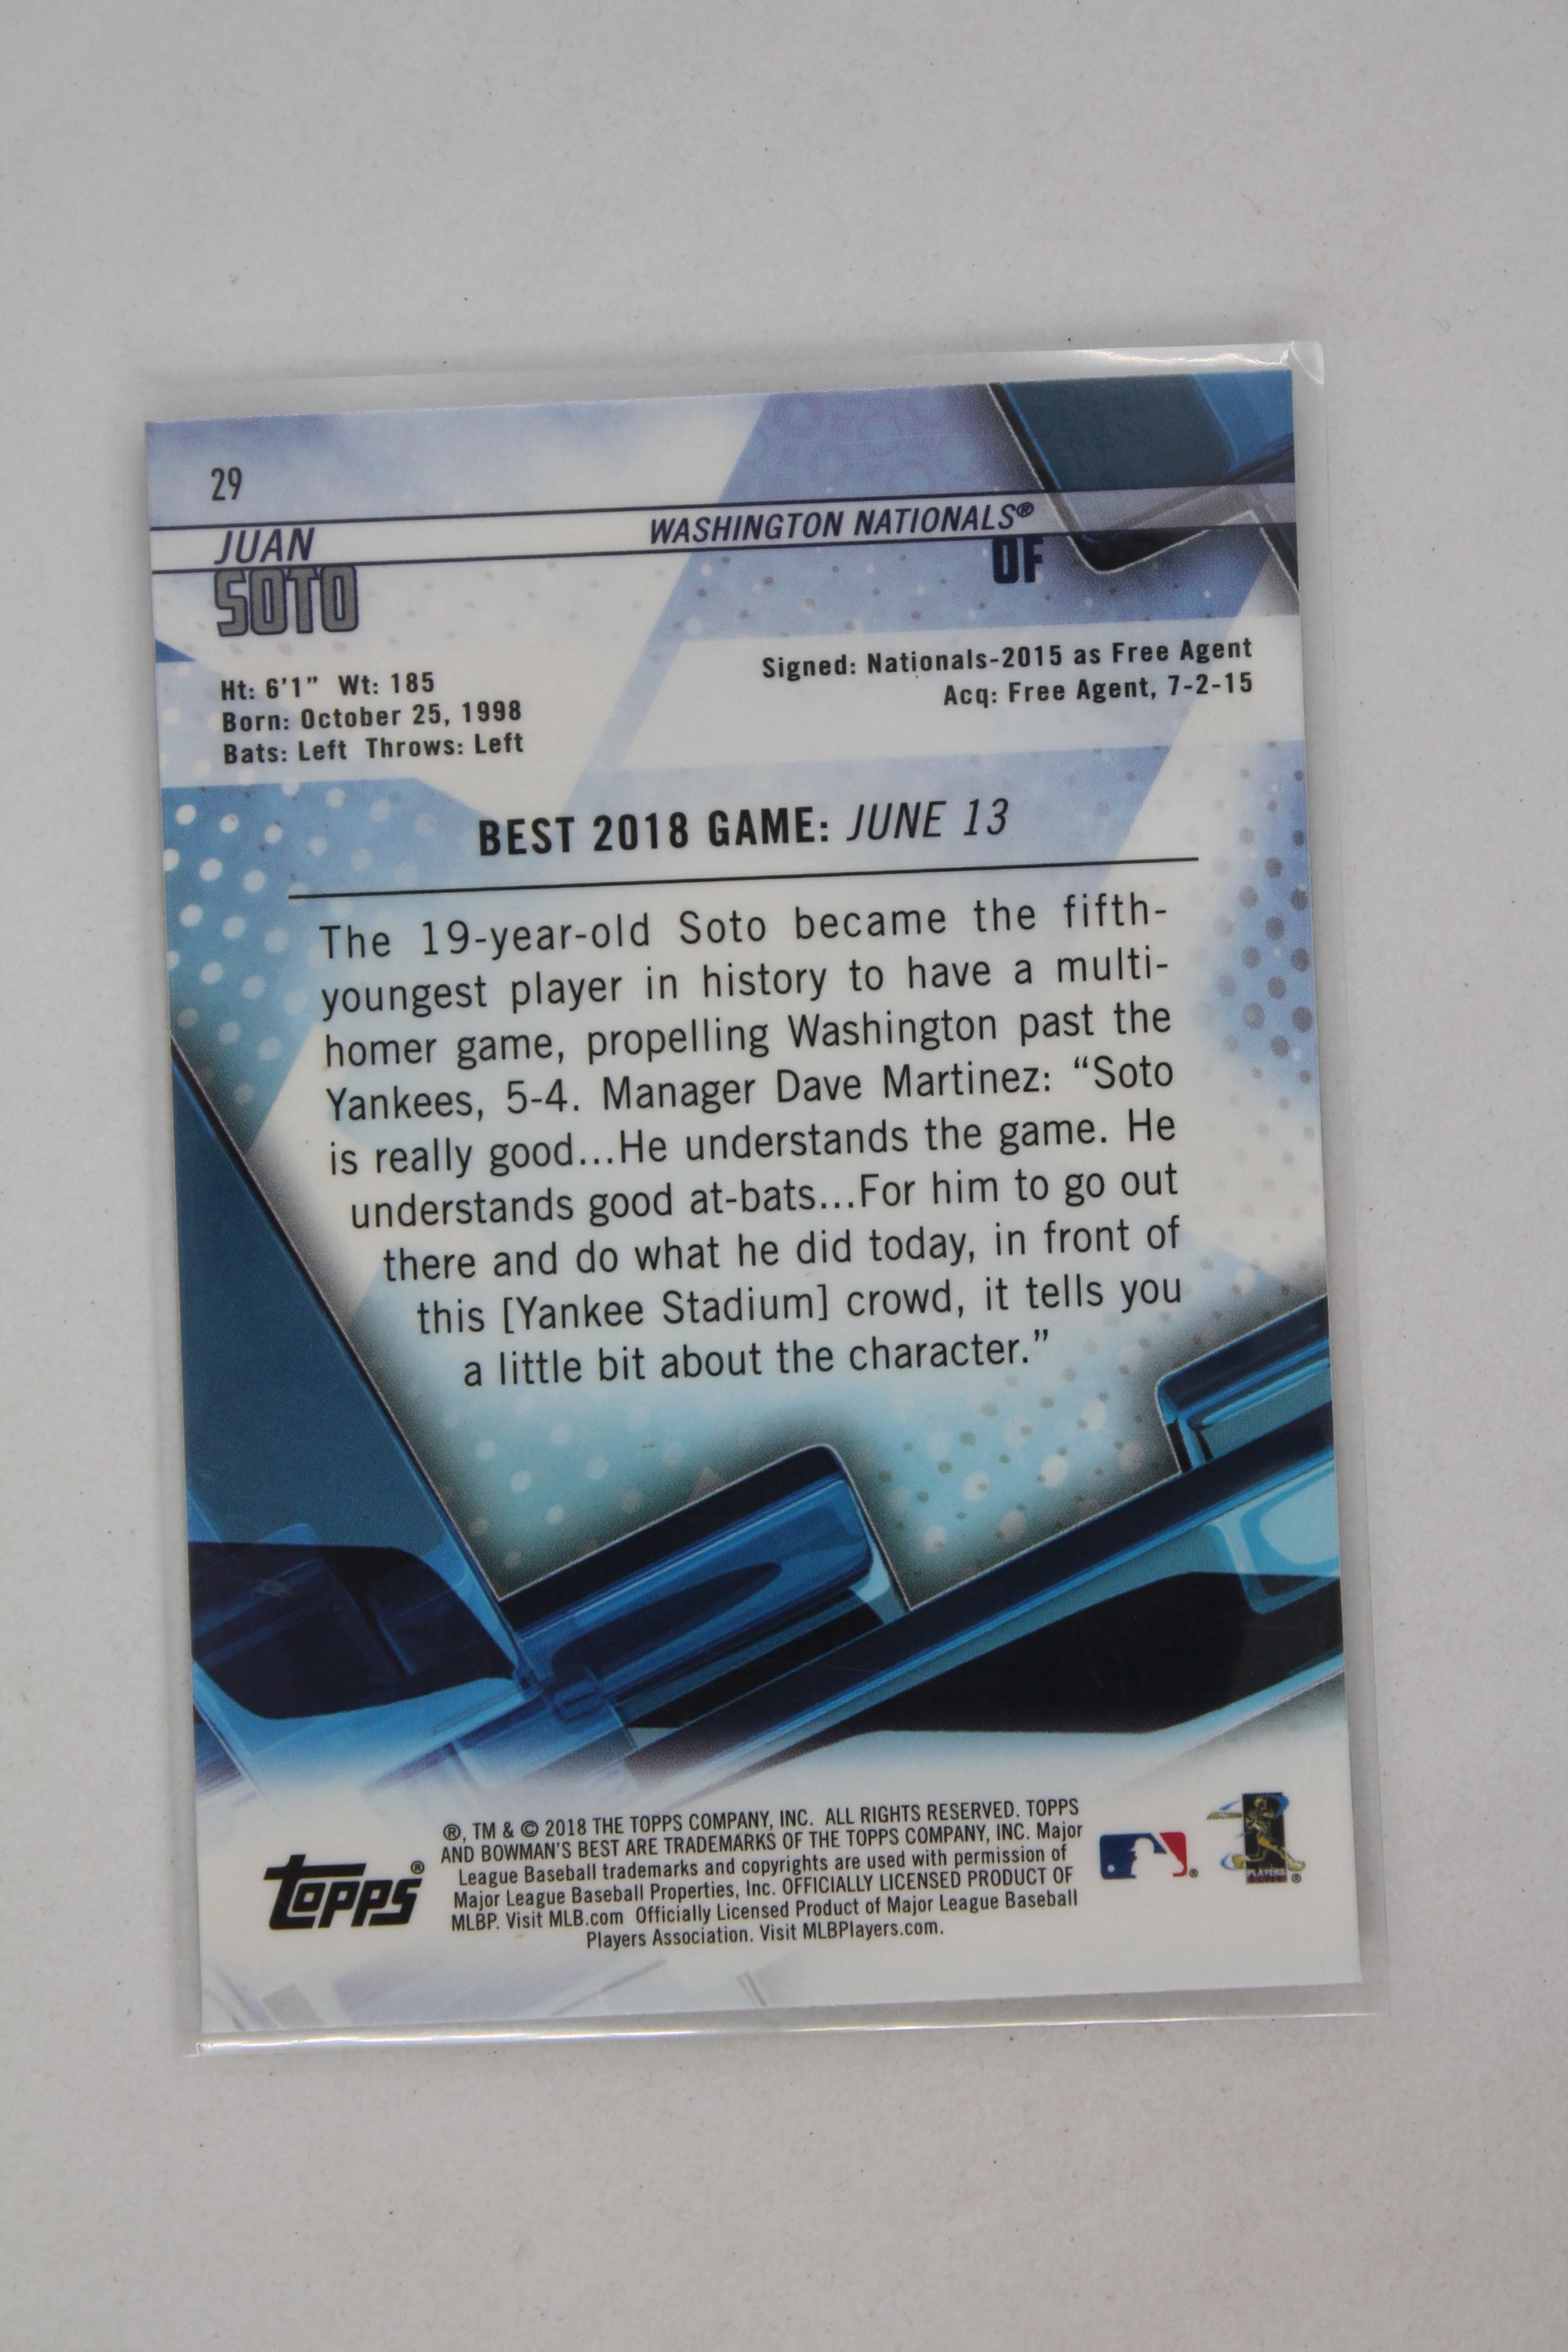 29
JUAN
WASHINGTON NATIONALS®
SOTO
OF
Ht: 6'1” Wt: 185
Born: October 25, 1998
Bats: Left Throws: Left
Signed: Nationals-2015 as Free Agent
Acq: Free Agent, 7-2-15
BEST 2018 GAME: JUNE 13
The 19-year-old Soto became the fifth-
youngest player in history to have a multi-
homer game, propelling Washington past the
Yankees, 5-4. Manager Dave Martinez: “Soto
is really good...He understands the game. He
understands good at-bats...For him to go out
there and do what he did today, in front of
this [Yankee Stadium] crowd, it tells you
a little bit about the character.”
®, TM & © 2018 THE TOPPS COMPANY, INC. ALL RIGHTS RESERVED. TOPPS
AND BOWMAN'S BEST ARE TRADEMARKS OF THE TOPPS COMPANY, INC. Major
League Baseball trademarks and copyrights are used with permission of
Major League Baseball Properties, Inc. OFFICIALLY LICENSED PRODUCT OF
MLBP. Visit MLB.com Officially Licensed Product of Major League Baseball
Players Association. Visit MLBPlayers.com.
Topps®
®
PLAYERS
®